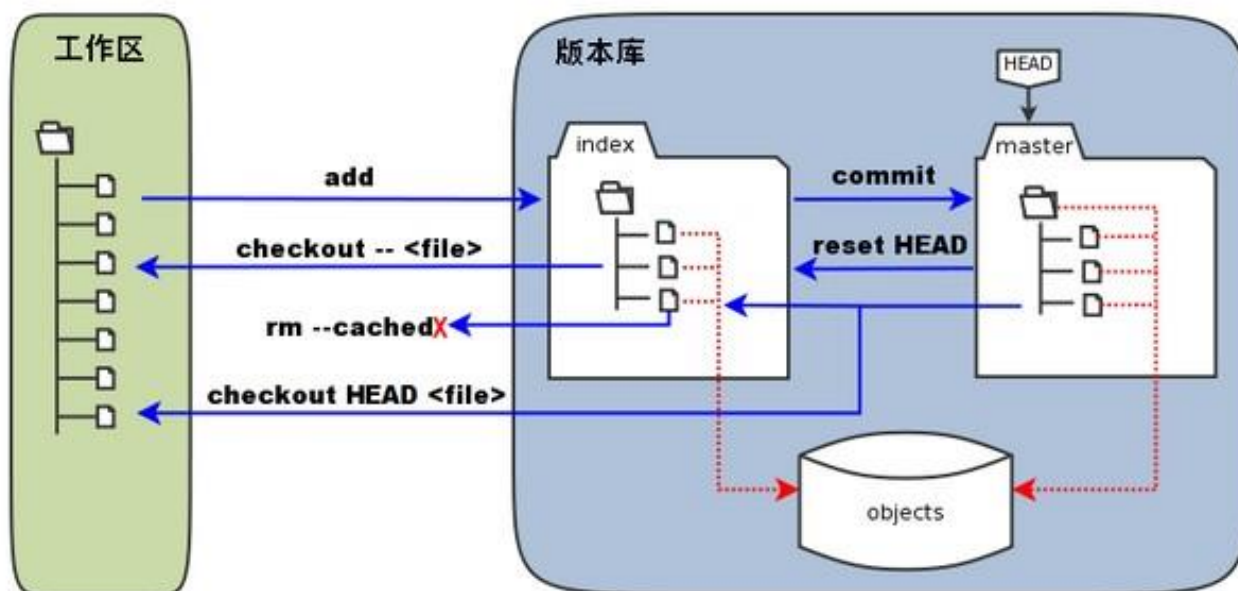 工作区
版本库
HEAD
index
master
add
commit
checkout -- <file>
reset HEAD
rm --cached
checkout HEAD <file>
objects